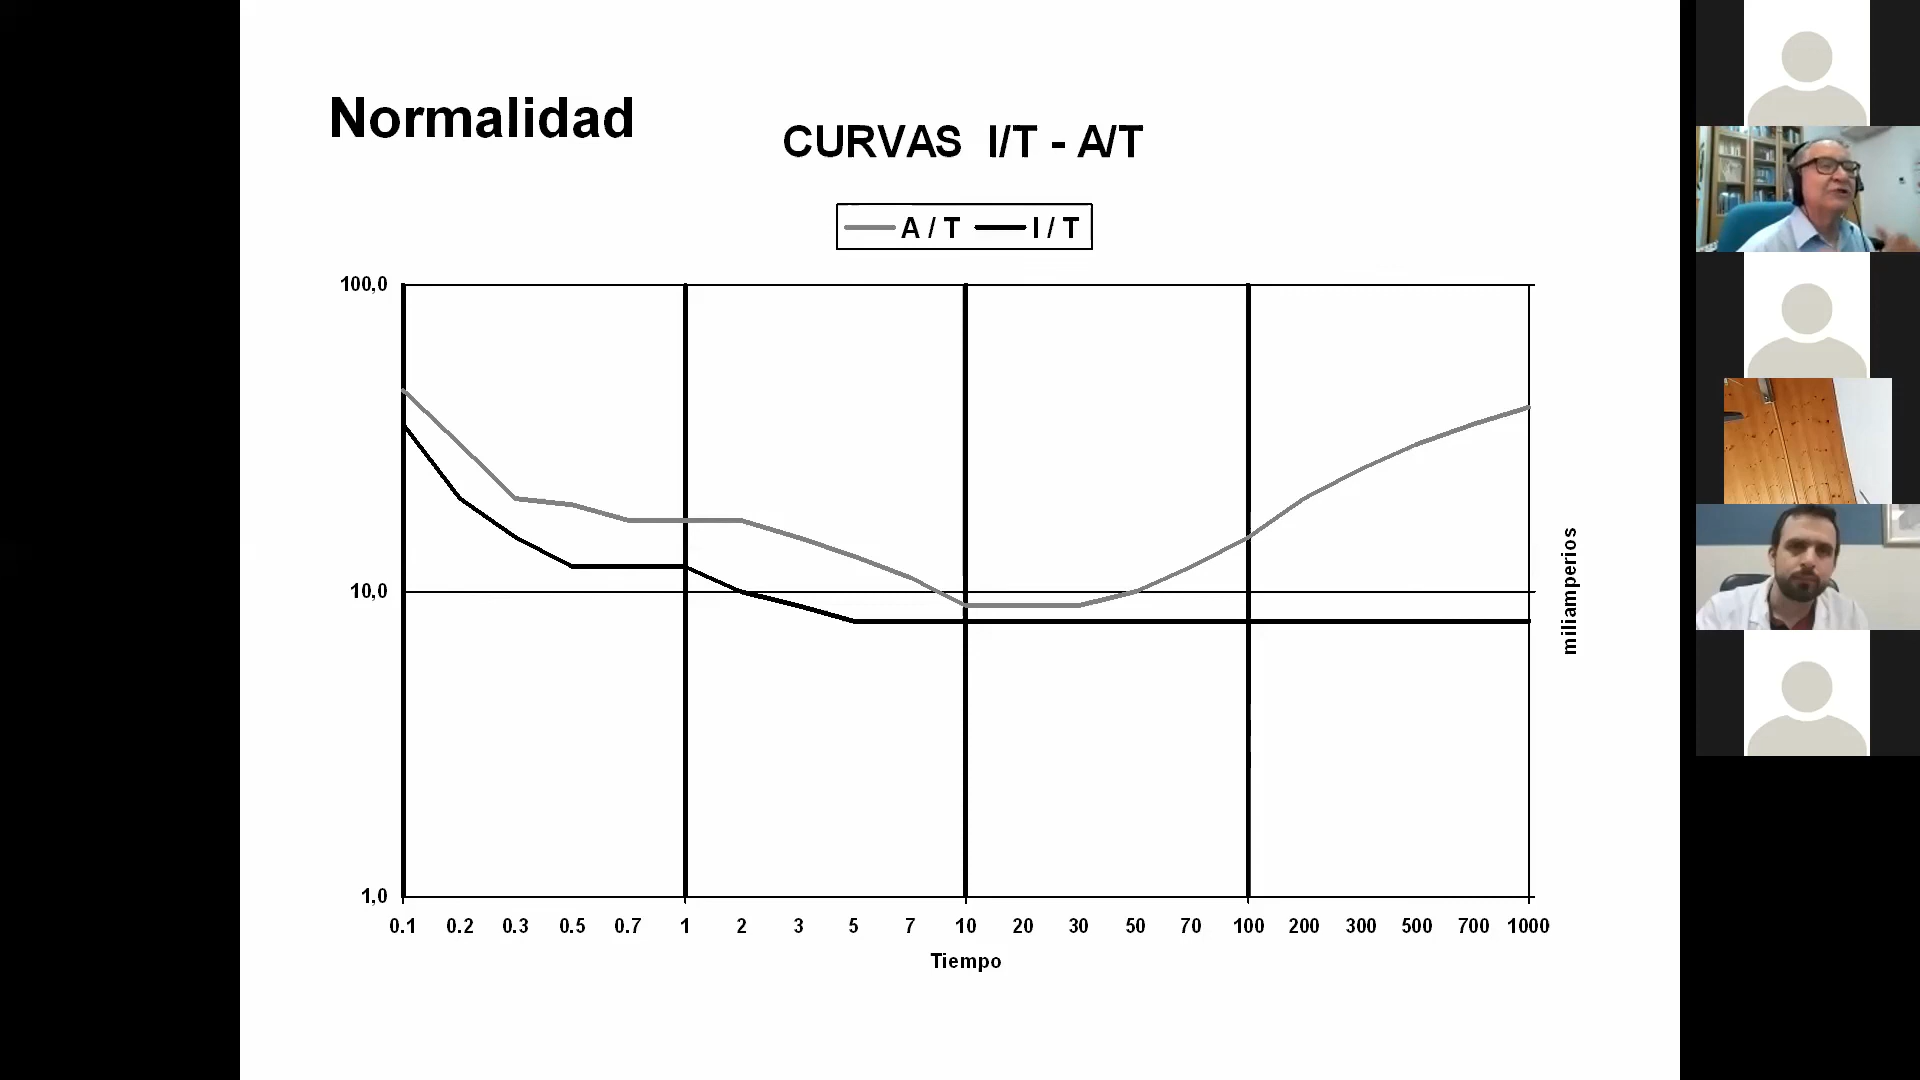 Normalidad
CURVAS I/T - A/T
A / T I / T
100,0
10,0
1,0
0.1 0.2 0.3 0.5 0.7 1 2 3 5 7 10 20 30 50 70 100 200 300 500 700 1000
Tiempo
miliamperios